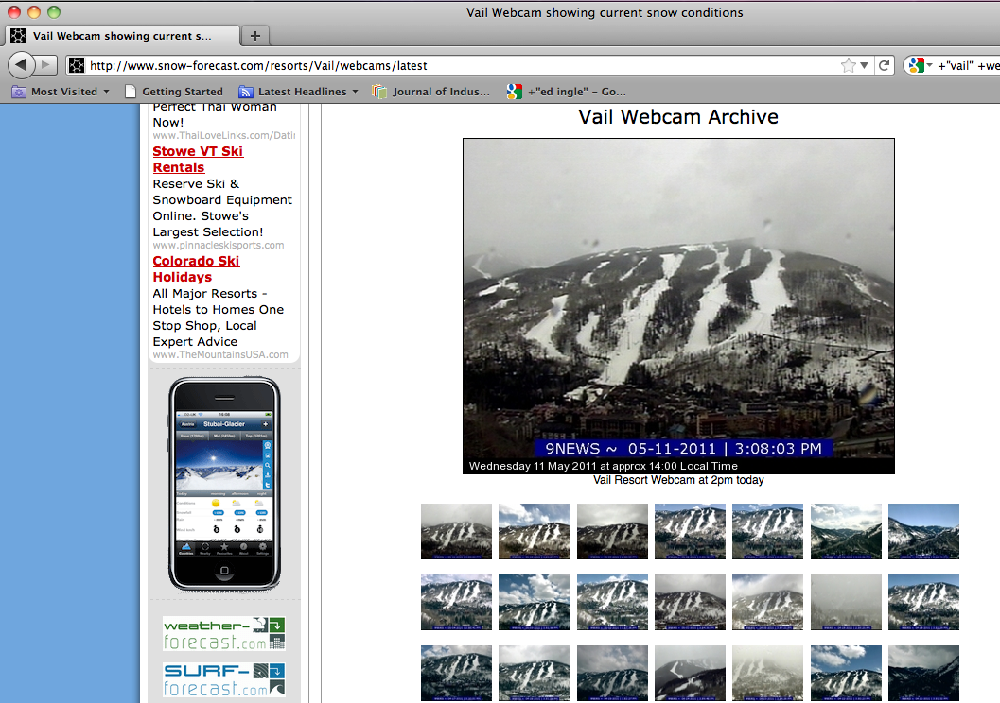 Vail Webcam showing current snow conditions
Vail Webcam showing current s...
http://www.snow-forecast.com/resorts/Vail/webcams/latest
+"vail" +we
Most Visited
Getting Started
Latest Headlines
Journal of Indus...
+"ed ingle" – Go...
Perfect Thai Woman
Now!
www.ThaiLoveLinks.com/Datin
Stowe VT Ski
Rentals
Reserve Ski &
Snowboard Equipment
Online. Stowe's
Largest Selection!
www.pinnacleskisports.com
Colorado Ski
Holidays
All Major Resorts -
Hotels to Homes One
Stop Shop, Local
Expert Advice
www.TheMountainsUSA.com
Stubai-Glacier
weather-
forecast.com
SURF-
forecast.com
Vail Webcam Archive
9NEWS ~ 05-11-2011 | 3:08:03 PM
Wednesday 11 May 2011 at approx 14:00 Local Time
Vail Resort Webcam at 2pm today